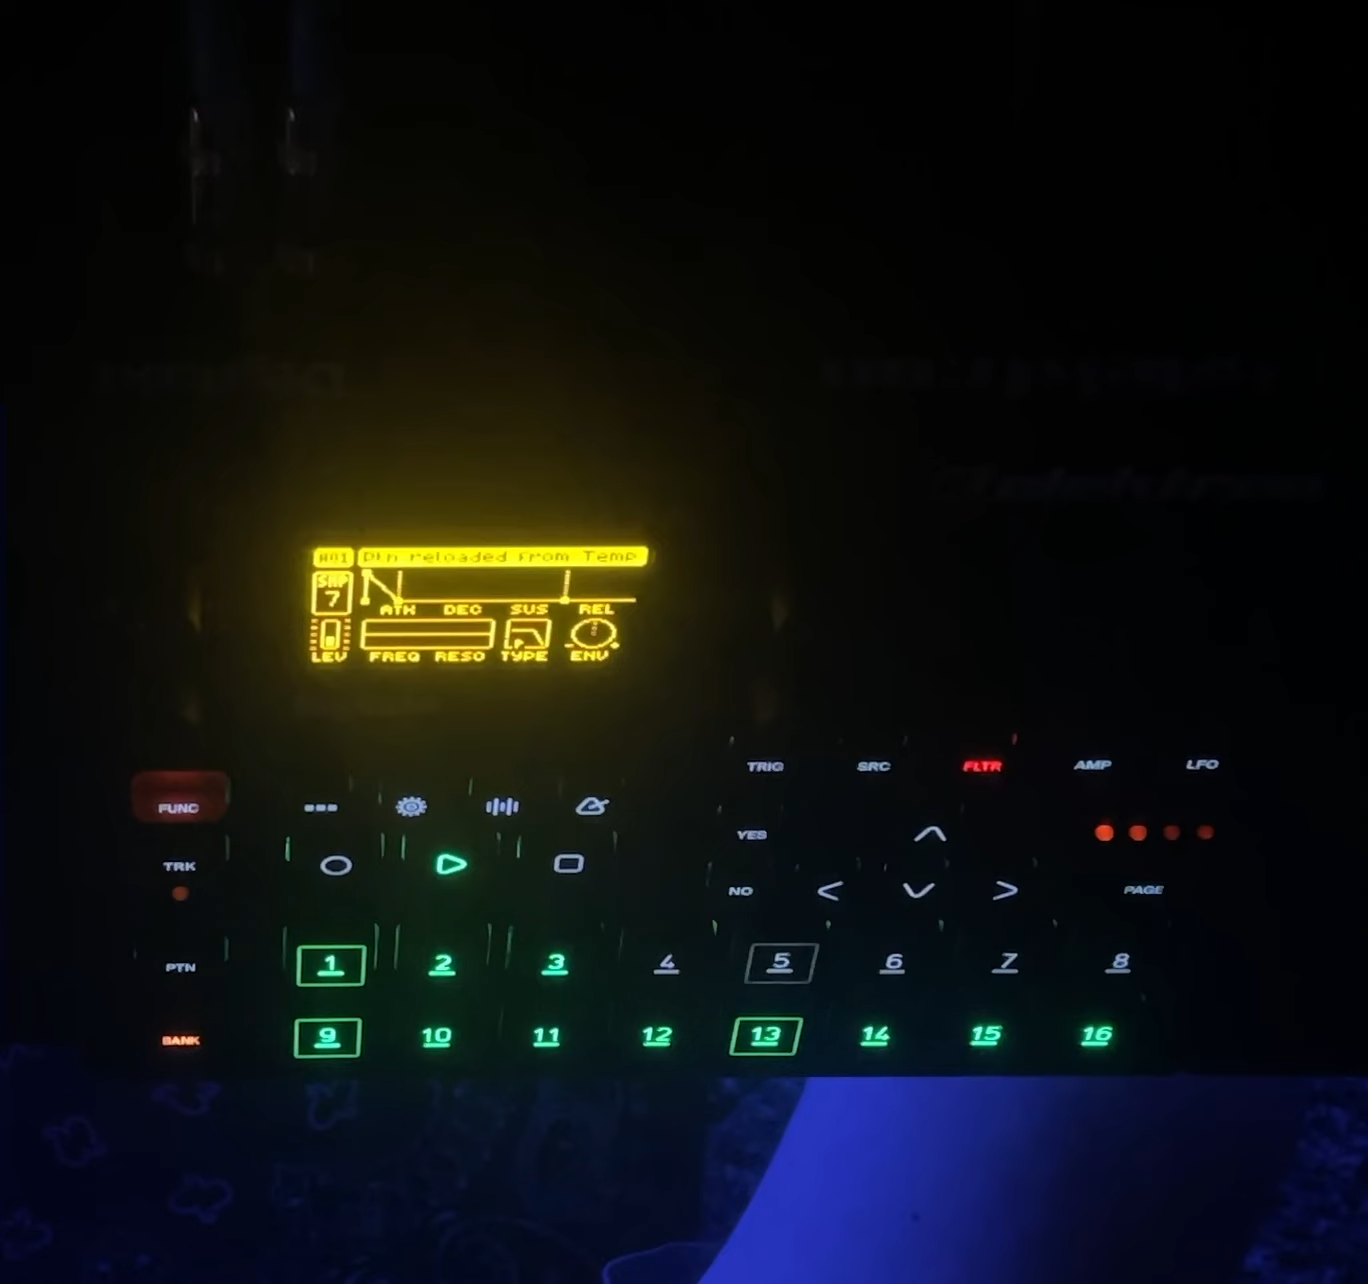 A01 Ptn reloaded from Temp
SMP
7
ATK DEC SUS REL
LEV FREQ RESO TYPE ENV
TRIG SRC FLTR AMP LFO
FUNC
YES
TRK
NO PAGE
PTN 1 2 3 4 5 6 7 8
BANK 9 10 11 12 13 14 15 16